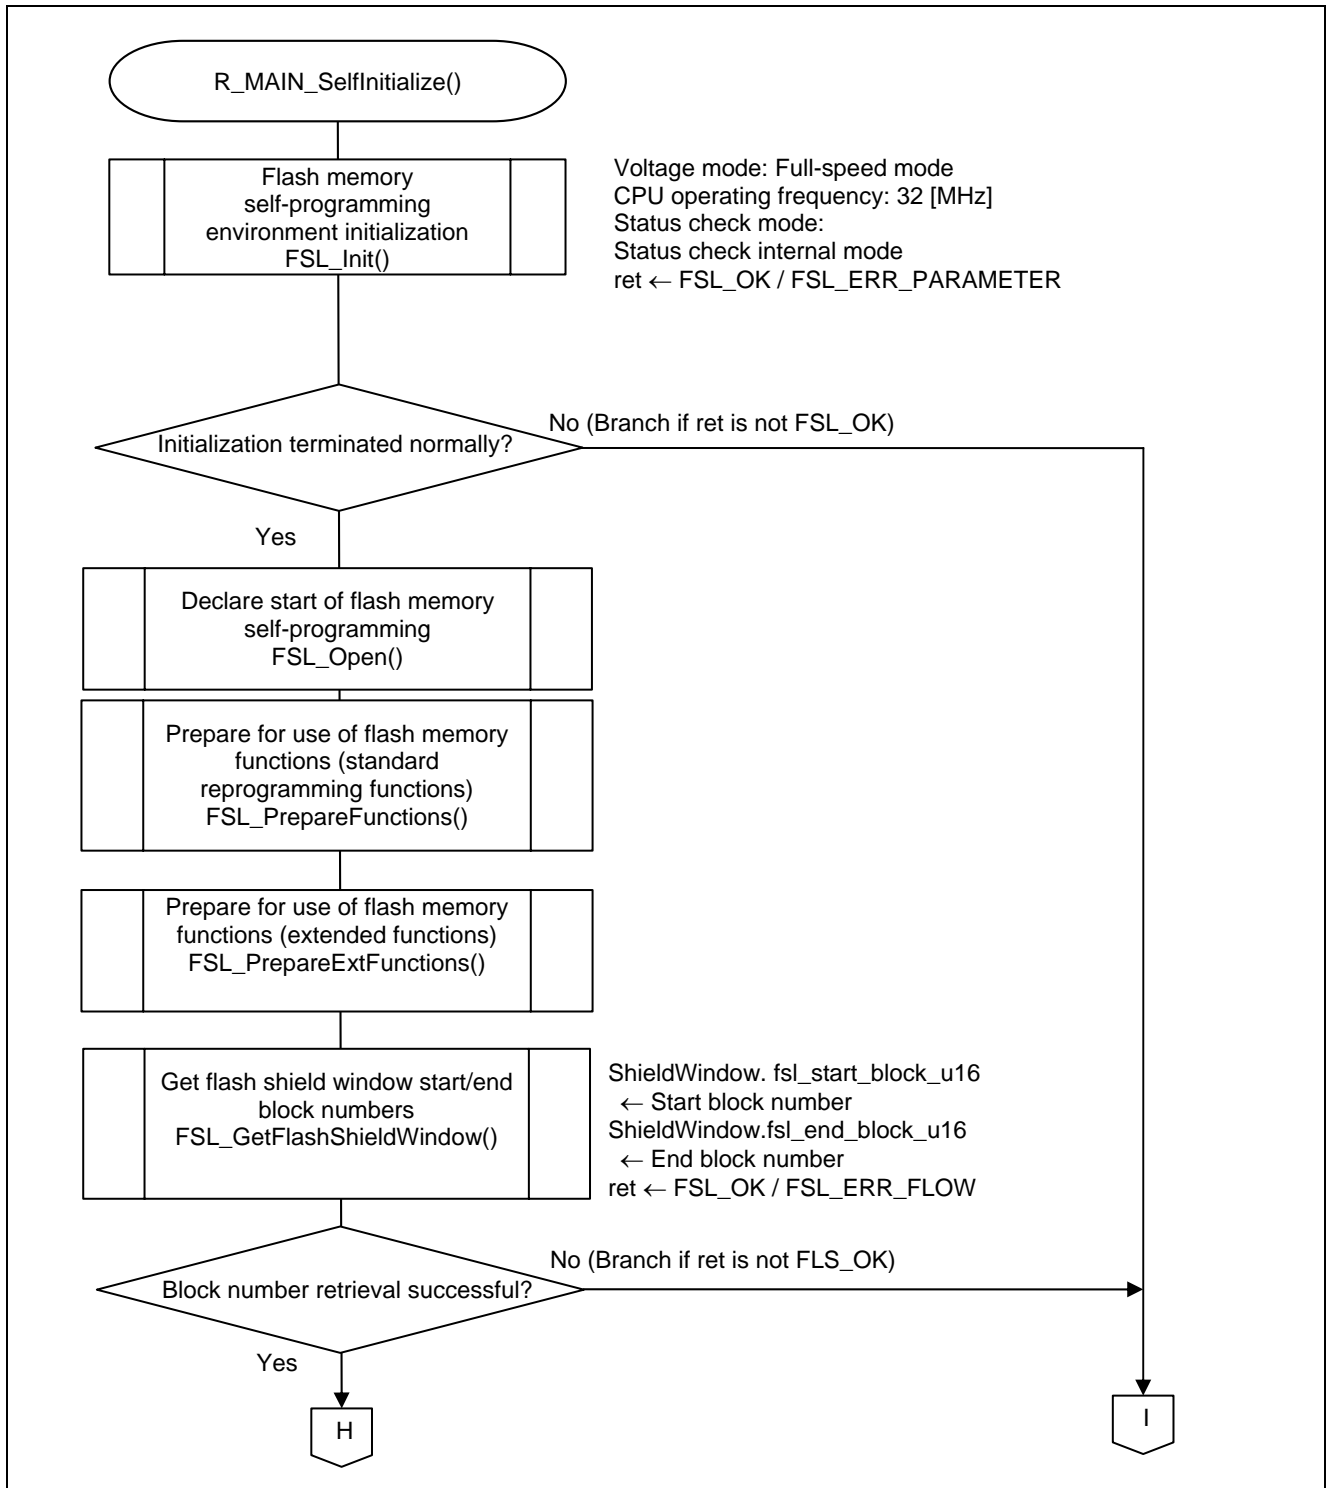 R_MAIN_SelfInitialize()
Flash memory
self-programming
environment initialization
FSL_Init()
Voltage mode: Full-speed mode
CPU operating frequency: 32 [MHz]
Status check mode:
Status check internal mode
ret ← FSL_OK / FSL_ERR_PARAMETER
No (Branch if ret is not FSL_OK)
Initialization terminated normally?
Yes
Declare start of flash memory
self-programming
FSL_Open()
Prepare for use of flash memory
functions (standard
reprogramming functions)
FSL_PrepareFunctions()
Prepare for use of flash memory
functions (extended functions)
FSL_PrepareExtFunctions()
Get flash shield window start/end
block numbers
FSL_GetFlashShieldWindow()
ShieldWindow. fsl_start_block_u16
← Start block number
ShieldWindow.fsl_end_block_u16
← End block number
ret ← FSL_OK / FSL_ERR_FLOW
No (Branch if ret is not FLS_OK)
Block number retrieval successful?
Yes
H
I